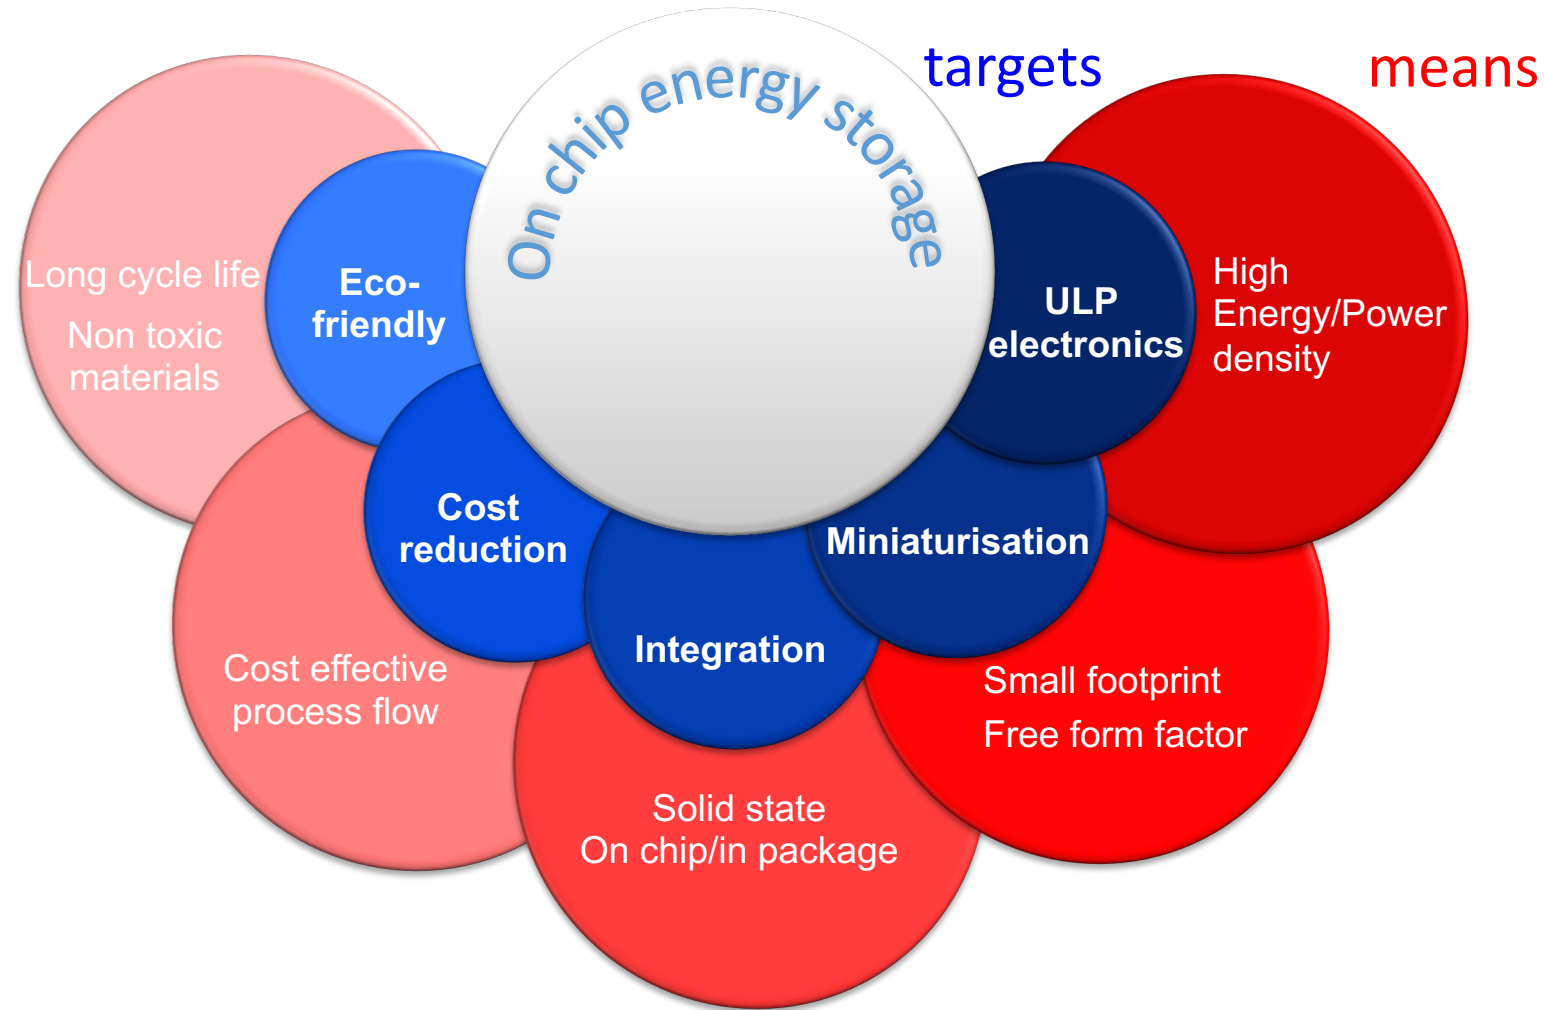 On chip energy storage
targets
means
Long cycle life
Non toxic
materials
Eco-
friendly
ULP
electronics
High
Energy/Power
density
Cost
reduction
Miniaturisation
Integration
Cost effective
process flow
Small footprint
Free form factor
Solid state
On chip/in package